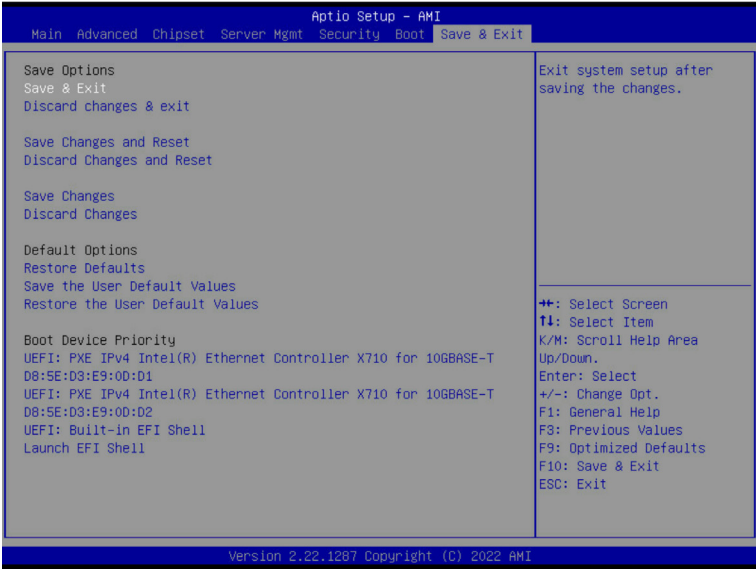 Aptio Setup – AMI
Main Advanced Chipset Server Mgmt Security Boot Save & Exit
Save Options
Save & Exit
Discard changes & exit
Save Changes and Reset
Discard Changes and Reset
Save Changes
Discard Changes
Default Options
Restore Defaults
Save the User Default Values
Restore the User Default Values
Boot Device Priority
UEFI: PXE IPv4 Intel(R) Ethernet Controller X710 for 10GBASE-T
D8:5E:D3:E9:0D:D1
UEFI: PXE IPv4 Intel(R) Ethernet Controller X710 for 10GBASE-T
D8:5E:D3:E9:0D:D2
UEFI: Built-in EFI Shell
Launch EFI Shell
Exit system setup after
saving the changes.
→←: Select Screen
↑↓: Select Item
K/M: Scroll Help Area
Up/Down.
Enter: Select
+/-: Change Opt.
F1: General Help
F3: Previous Values
F9: Optimized Defaults
F10: Save & Exit
ESC: Exit
Version 2.22.1287 Copyright (C) 2022 AMI